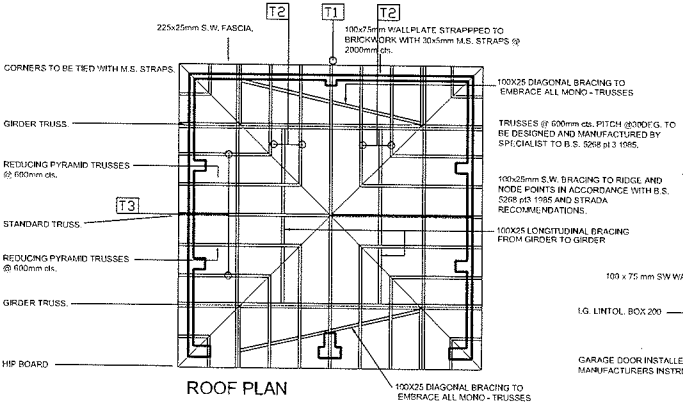 T2
T1
T2
225x25mm S.W. FASCIA.
100x75mm WALLPLATE STRAPPPED TO
BRICKWORK WITH 30x5mm M.S. STRAPS @
2000mm cts.
CORNERS TO BE TIED WITH M.S. STRAPS.
100X25 DIAGONAL BRACING TO
EMBRACE ALL MONO - TRUSSES
GIRDER TRUSS.
TRUSSES @ 600mm cts. PITCH @30DEG. TO
BE DESIGNED AND MANUFACTURED BY
SPECIALIST TO B.S. 5268 pt3 1985.
REDUCING PYRAMID TRUSSES
@ 600mm cts.
100x25mm S.W. BRACING TO RIDGE AND
NODE POINTS IN ACCORDANCE WITH B.S.
5268 pt3 1985 AND STRADA
RECOMMENDATIONS.
T3
STANDARD TRUSS.
100X25 LONGITUDINAL BRACING
FROM GIRDER TO GIRDER
REDUCING PYRAMID TRUSSES
@ 600mm cts.
100 x 75 mm SW WA
GIRDER TRUSS.
I.G. LINTOL. BOX 200
HIP BOARD
GARAGE DOOR INSTALLE
MANUFACTURERS INSTR
ROOF PLAN
100X25 DIAGONAL BRACING TO
EMBRACE ALL MONO - TRUSSES